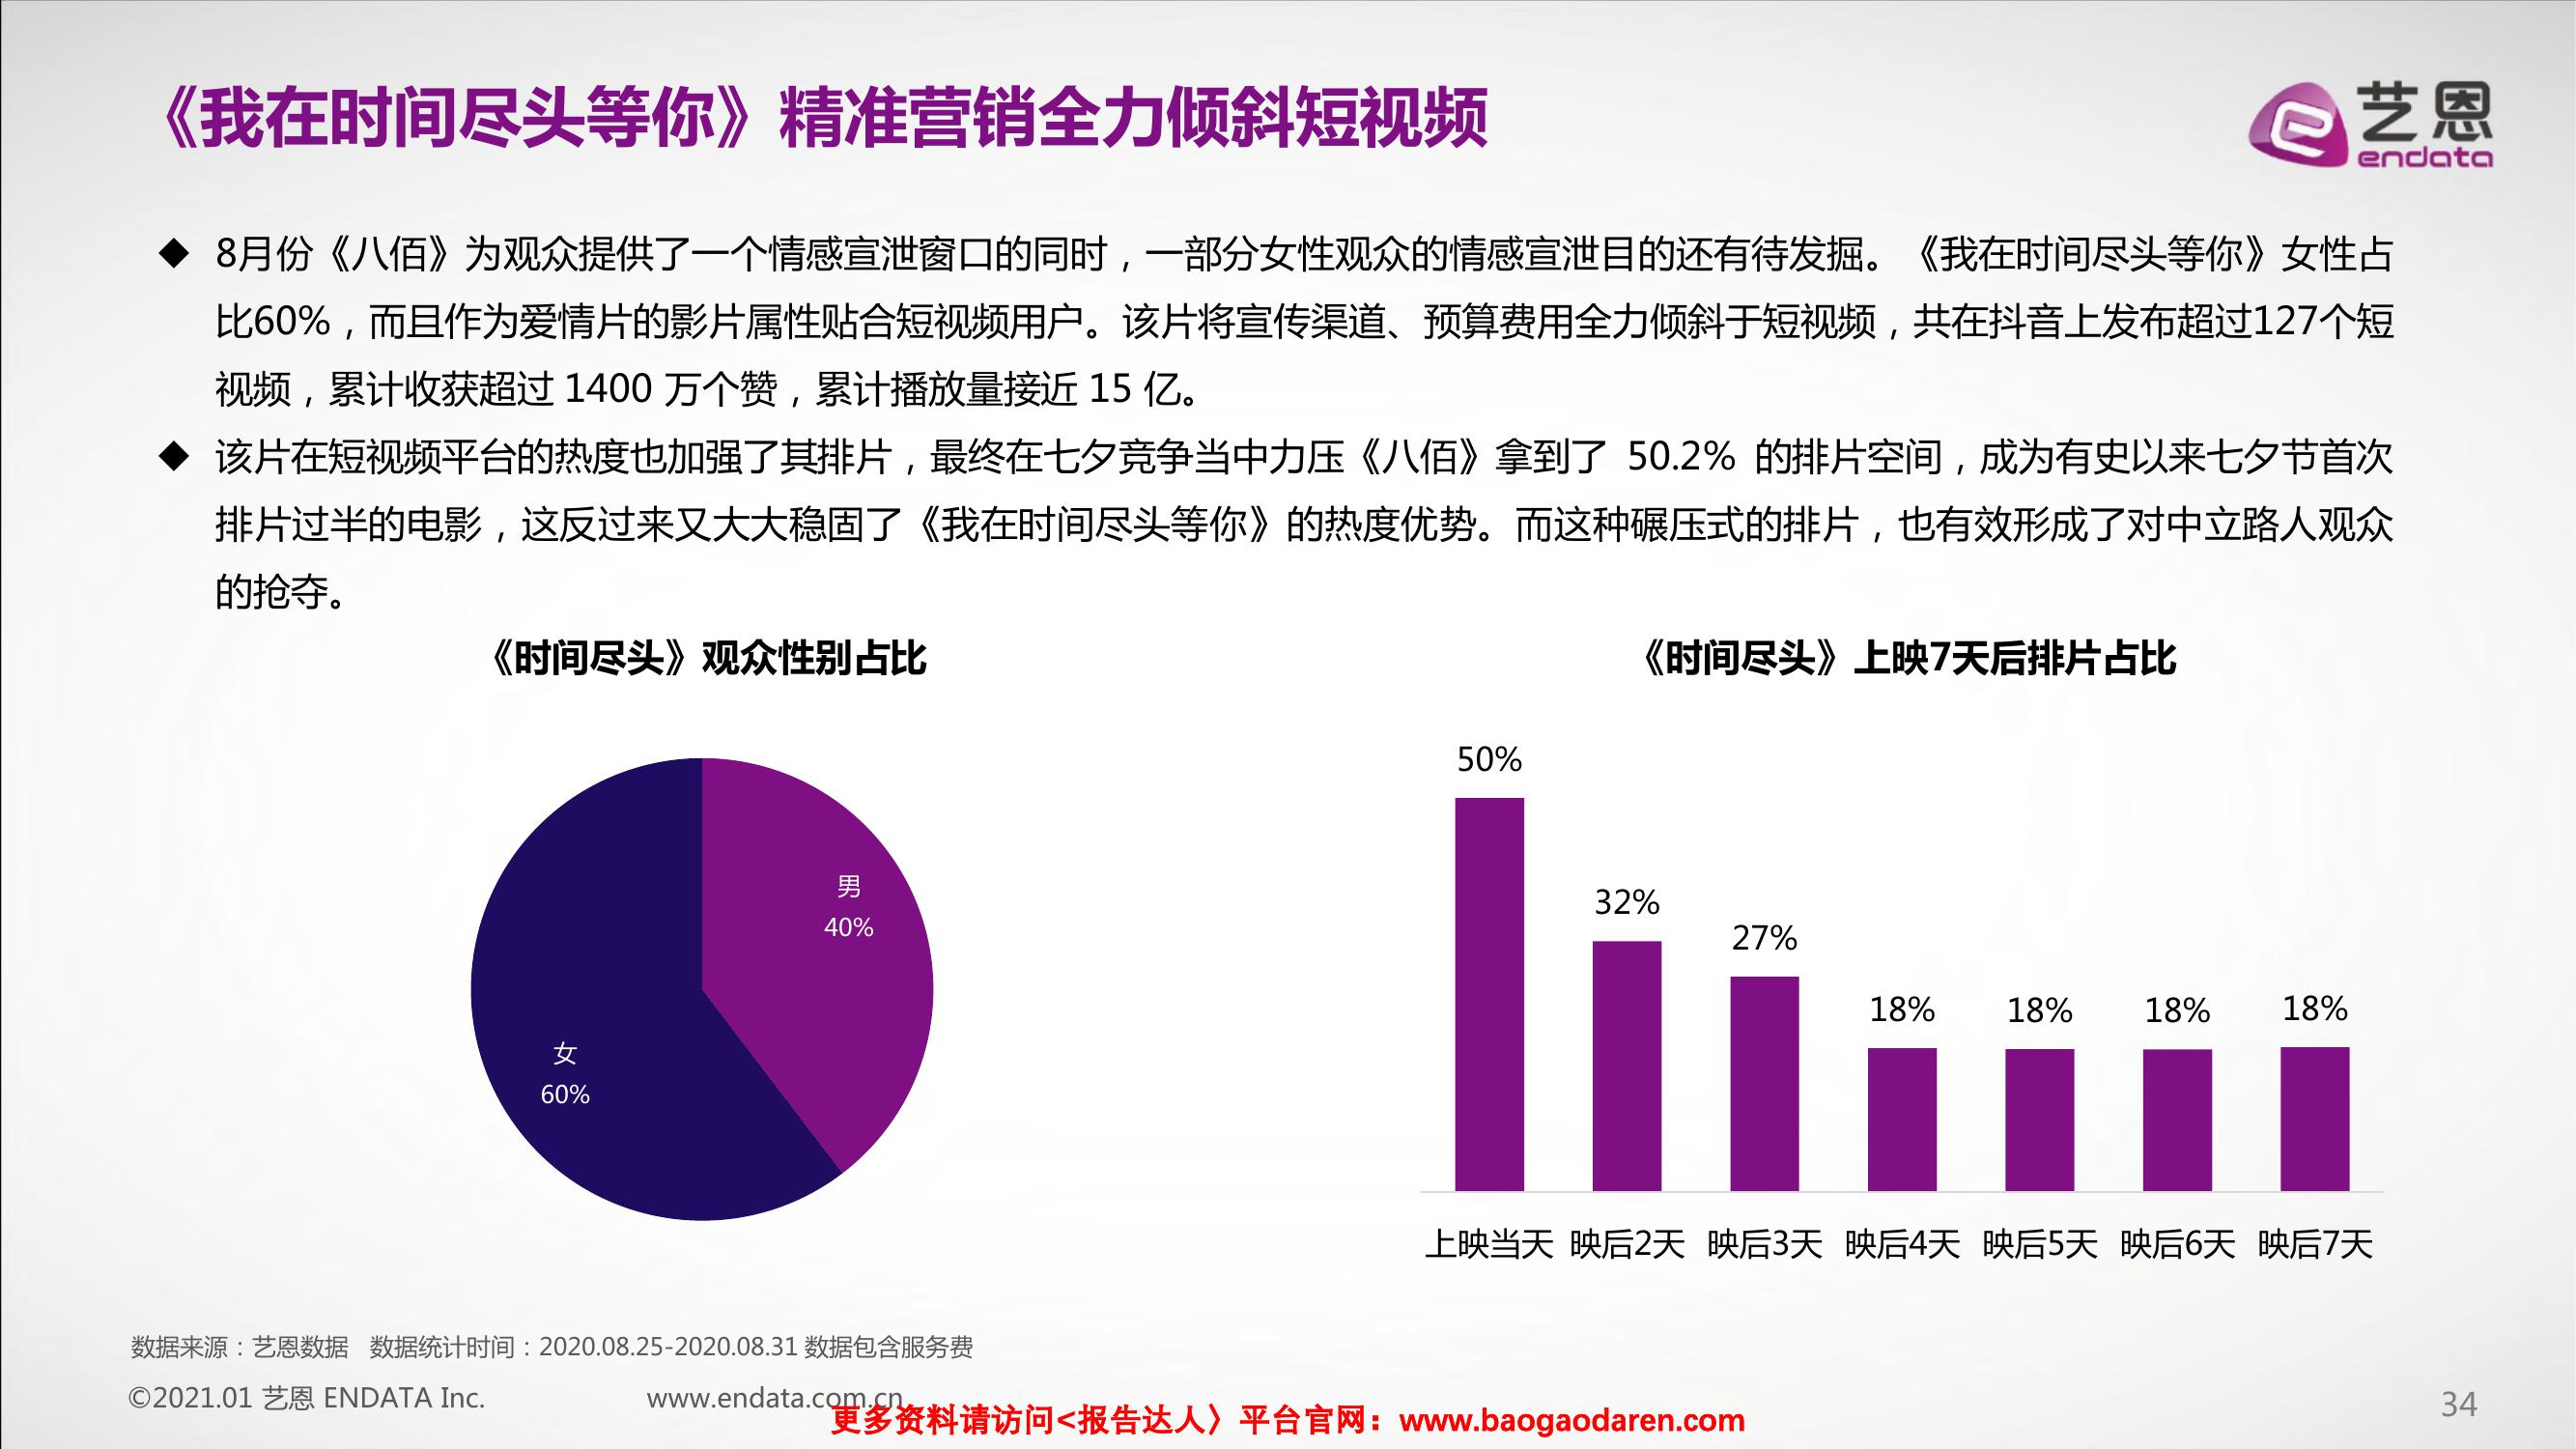 《我在时间尽头等你》精准营销全力倾斜短视频
艺恩
endata
◆ 8月份《八佰》为观众提供了一个情感宣泄窗口的同时，一部分女性观众的情感宣泄目的还有待发掘。《我在时间尽头等你》女性占
比60%，而且作为爱情片的影片属性贴合短视频用户。该片将宣传渠道、预算费用全力倾斜于短视频，共在抖音上发布超过127个短
视频，累计收获超过 1400 万个赞，累计播放量接近 15 亿。
◆ 该片在短视频平台的热度也加强了其排片，最终在七夕竞争当中力压《八佰》拿到了 50.2% 的排片空间，成为有史以来七夕节首次
排片过半的电影，这反过来又大大稳固了《我在时间尽头等你》的热度优势。而这种碾压式的排片，也有效形成了对中立路人观众
的抢夺。
《时间尽头》观众性别占比
男
40%
女
60%
《时间尽头》上映7天后排片占比
50%
32%
27%
18%
18%
18%
18%
上映当天 映后2天 映后3天 映后4天 映后5天 映后6天 映后7天
数据来源：艺恩数据 数据统计时间：2020.08.25-2020.08.31 数据包含服务费
©2021.01 艺恩 ENDATA Inc. www.endata.com.cn
更多资料请访问<报告达人〉平台官网：www.baogaodaren.com
34